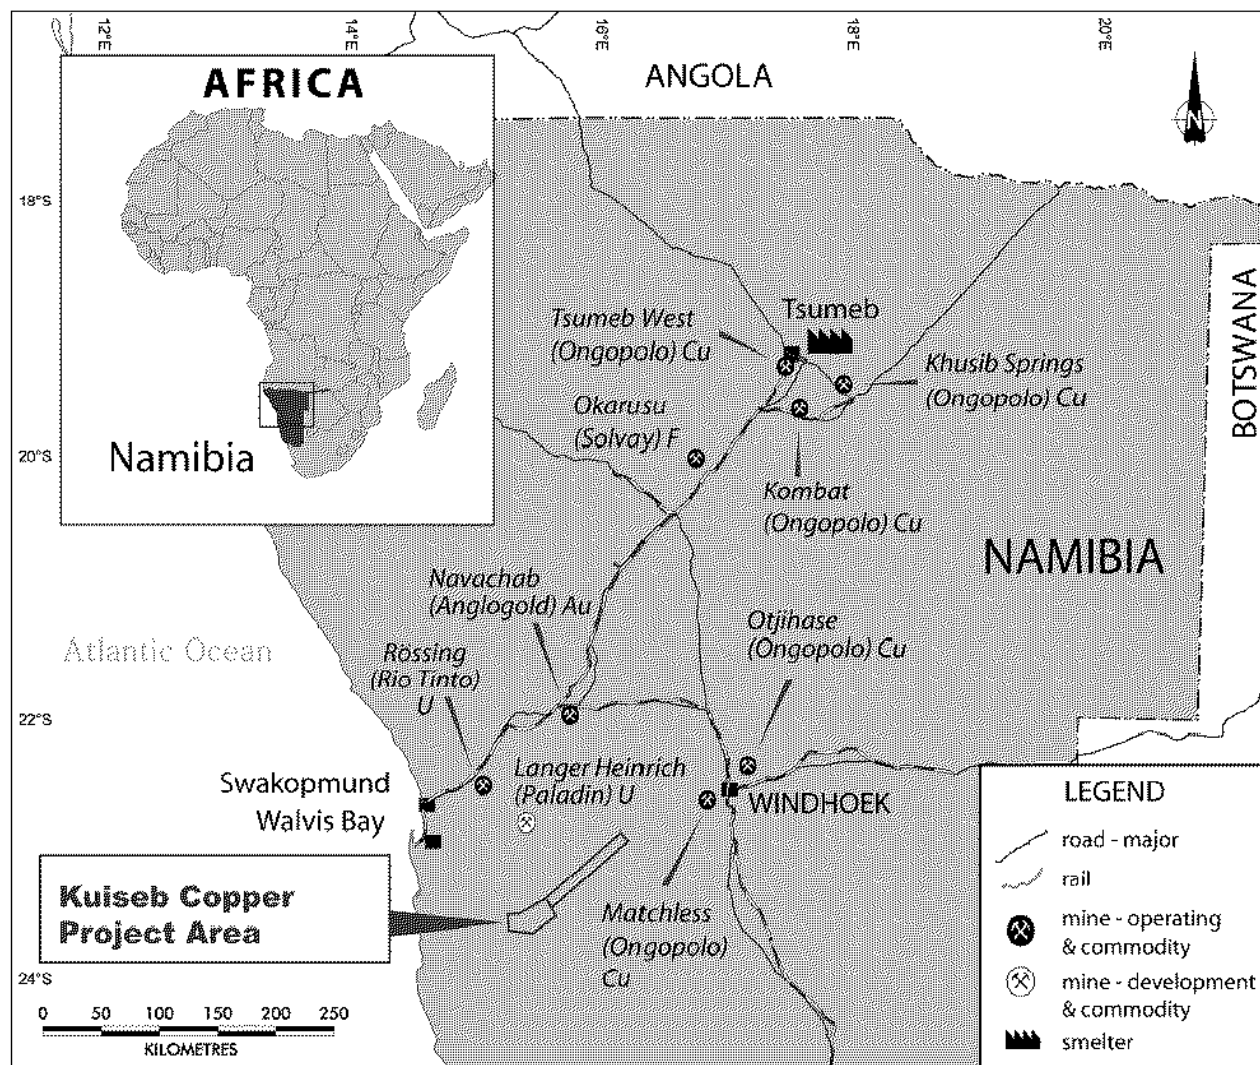 12°E
14°E
16°E
18°E
20°E
AFRICA
Namibia
ANGOLA
N
18°S
20°S
22°S
24°S
BOTSWANA
Tsumeb
Tsumeb West
(Ongopolo) Cu
Khusib Springs
(Ongopolo) Cu
Okarusu
(Solvay) F
Kombat
(Ongopolo) Cu
NAMIBIA
Navachab
(Anglogold) Au
Otjihase
(Ongopolo) Cu
Atlantic Ocean
Rössing
(Rio Tinto)
U
Langer Heinrich
(Paladin) U
Swakopmund
Walvis Bay
WINDHOEK
Kuiseb Copper
Project Area
Matchless
(Ongopolo)
Cu
0 50 100 150 200 250
KILOMETRES
LEGEND
road - major
rail
mine - operating
& commodity
mine - development
& commodity
smelter